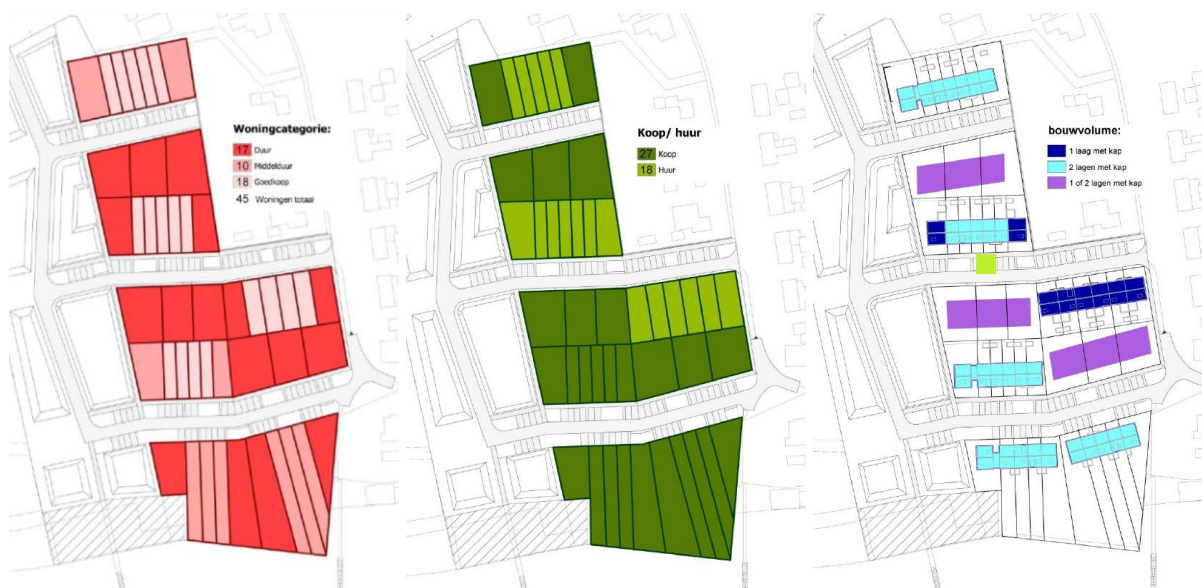 Woningcategorie:
17 Duur
10 Middelduur
18 Goedkoop
45 Woningen totaal
Koop/ huur
27 Koop
18 Huur
bouwvolume:
1 laag met kap
2 lagen met kap
1 of 2 lagen met kap